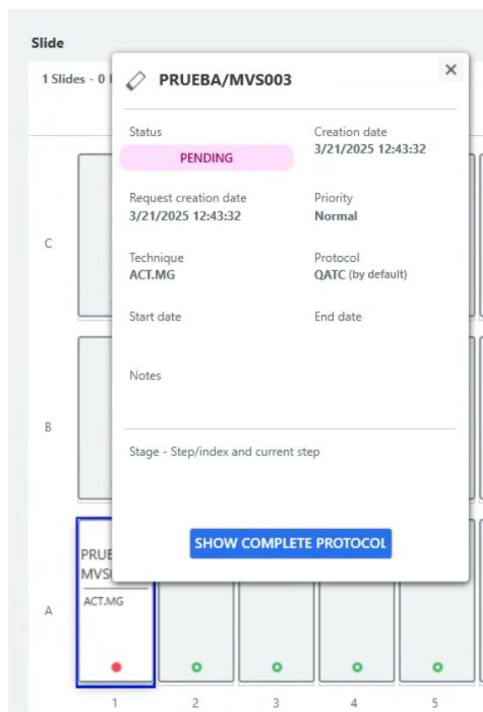 Slide
1 Slides - 0
PRUEBA/MVS003
Status
Creation date
PENDING
3/21/2025 12:43:32
Request creation date
Priority
3/21/2025 12:43:32
Normal
Technique
Protocol
ACT.MG
QATC (by default)
Start date
End date
Notes
Stage - Step/index and current step
SHOW COMPLETE PROTOCOL
C
B
A
PRUE
MVS
ACT.MG
1 2 3 4 5